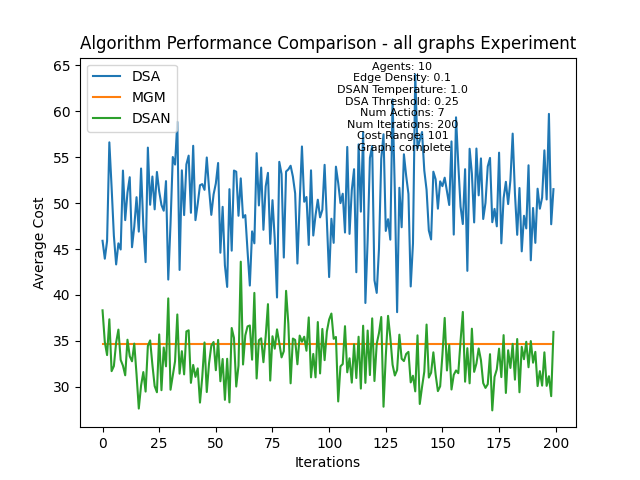 Algorithm Performance Comparison - all graphs Experiment
DSA
MGM
DSAN
Agents: 10
Edge Density: 0.1
DSAN Temperature: 1.0
DSA Threshold: 0.25
Num Actions: 7
Num Iterations: 200
Cost Range: 101
Graph: complete
Average Cost
65
60
55
50
45
40
35
30
0 25 50 75 100 125 150 175 200
Iterations